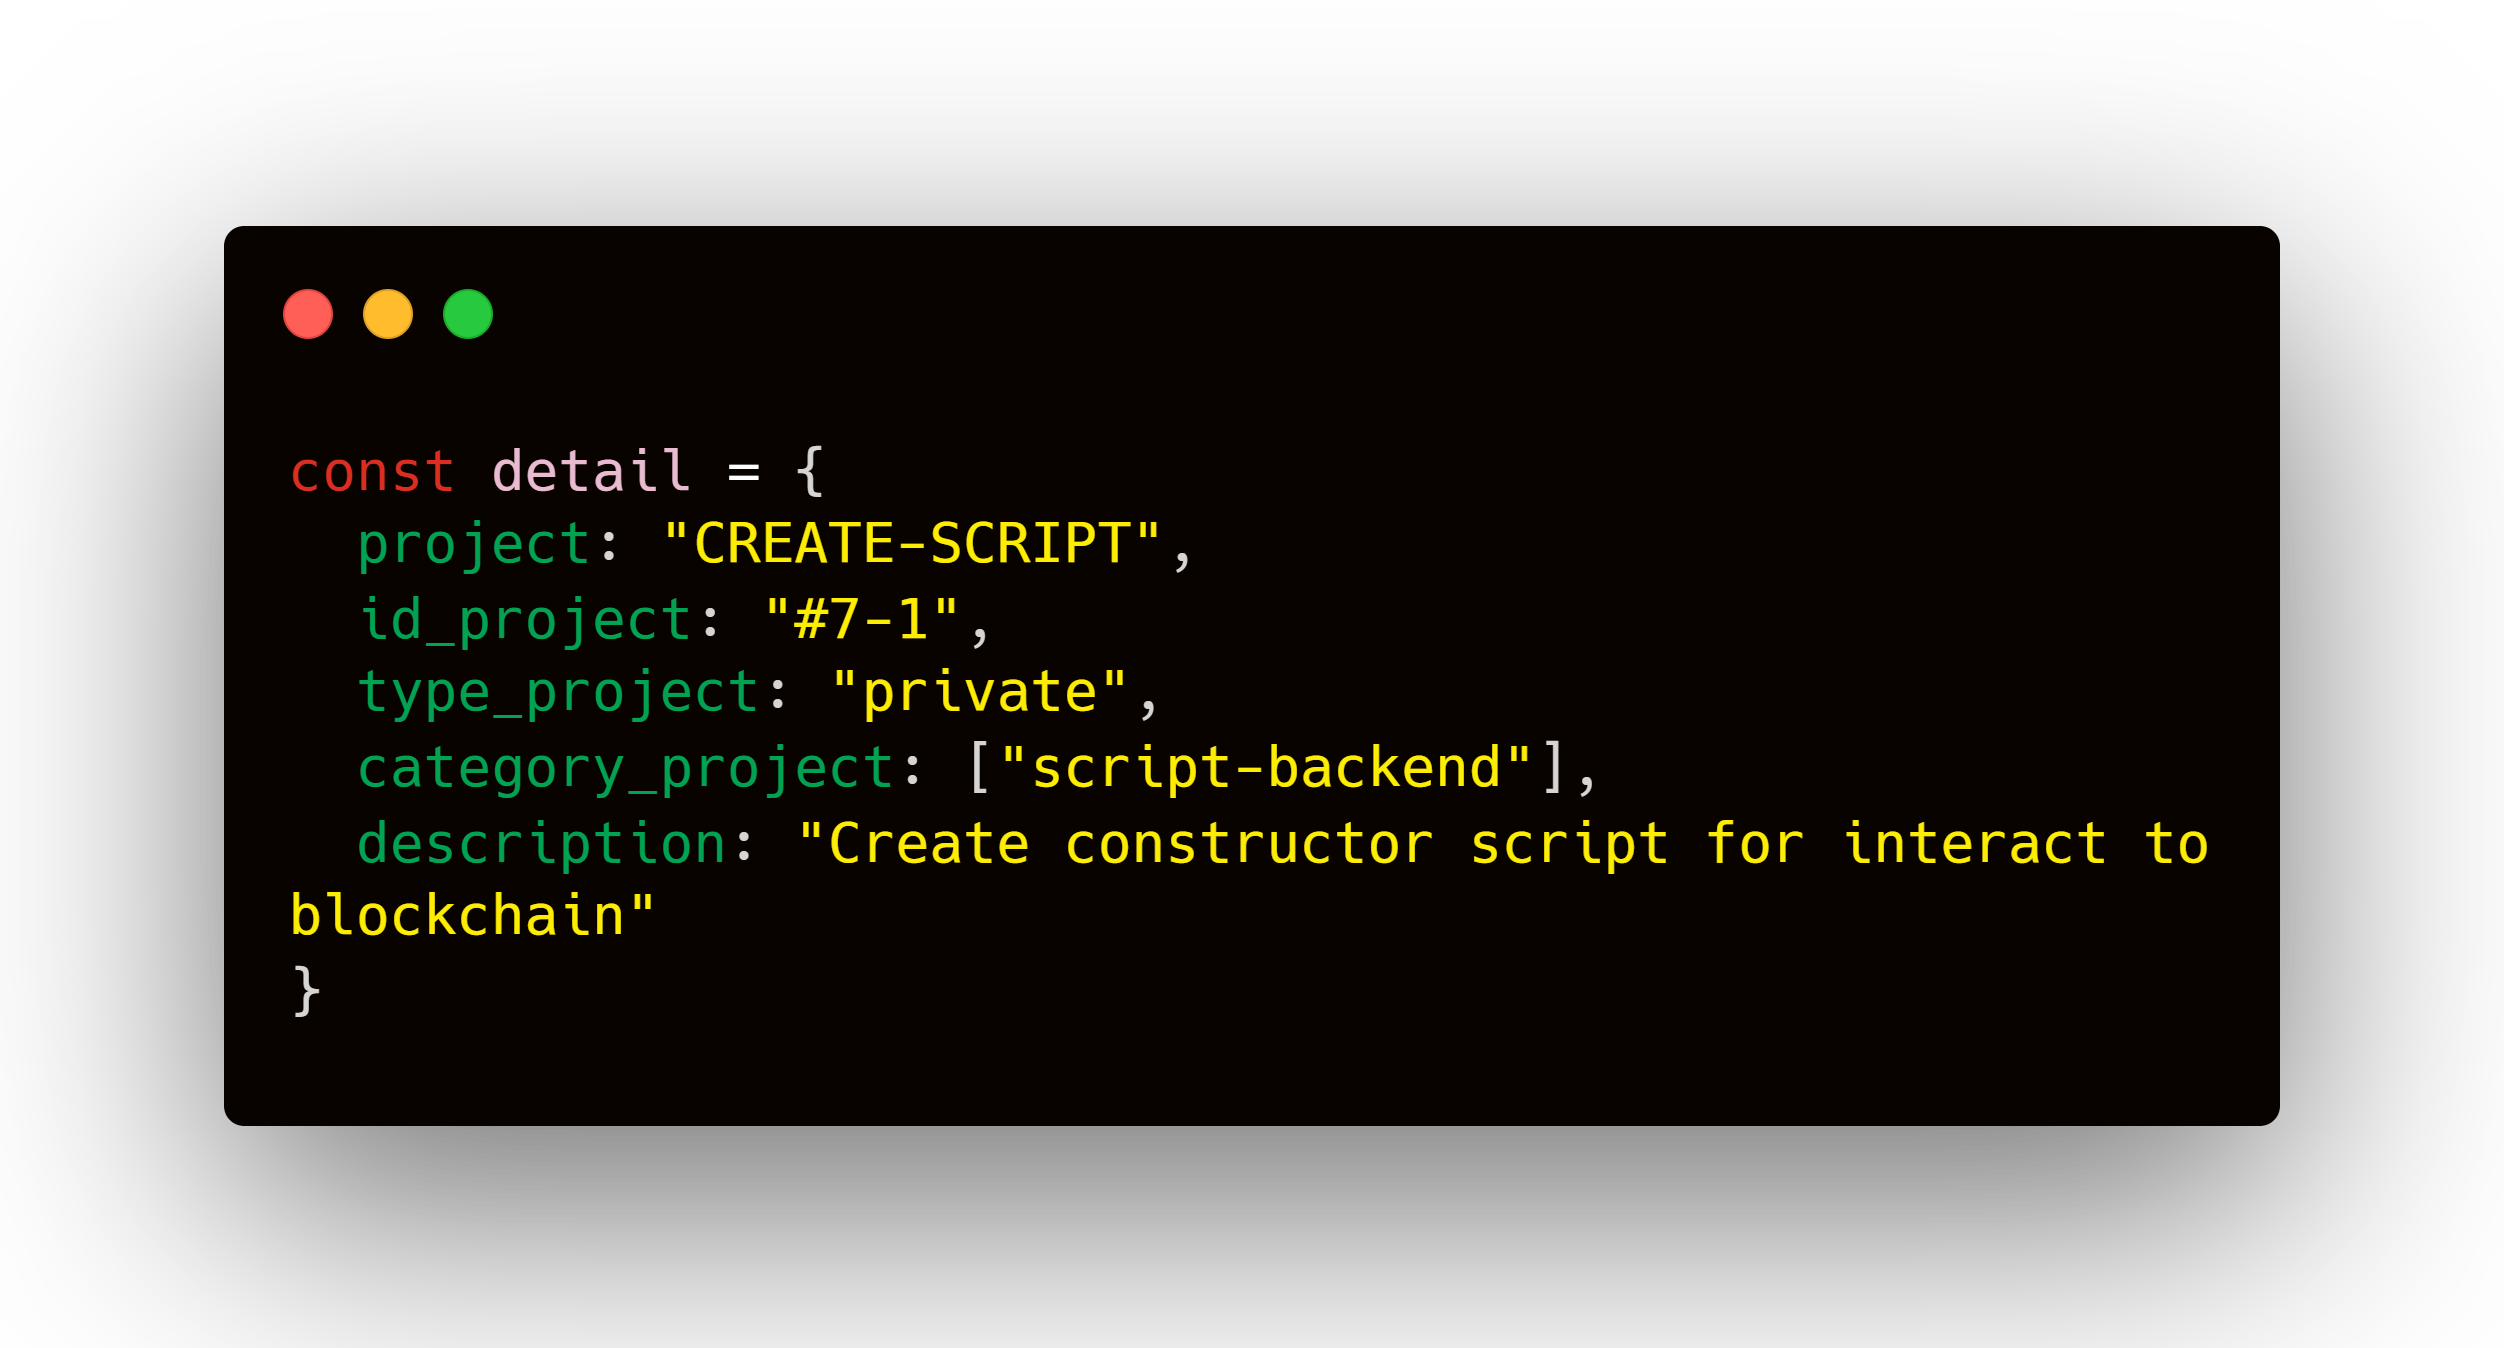 const detail = {
  project: "CREATE-SCRIPT",
  id_project: "#7-1",
  type_project: "private",
  category_project: ["script-backend"],
  description: "Create constructor script for interact to
blockchain"
}